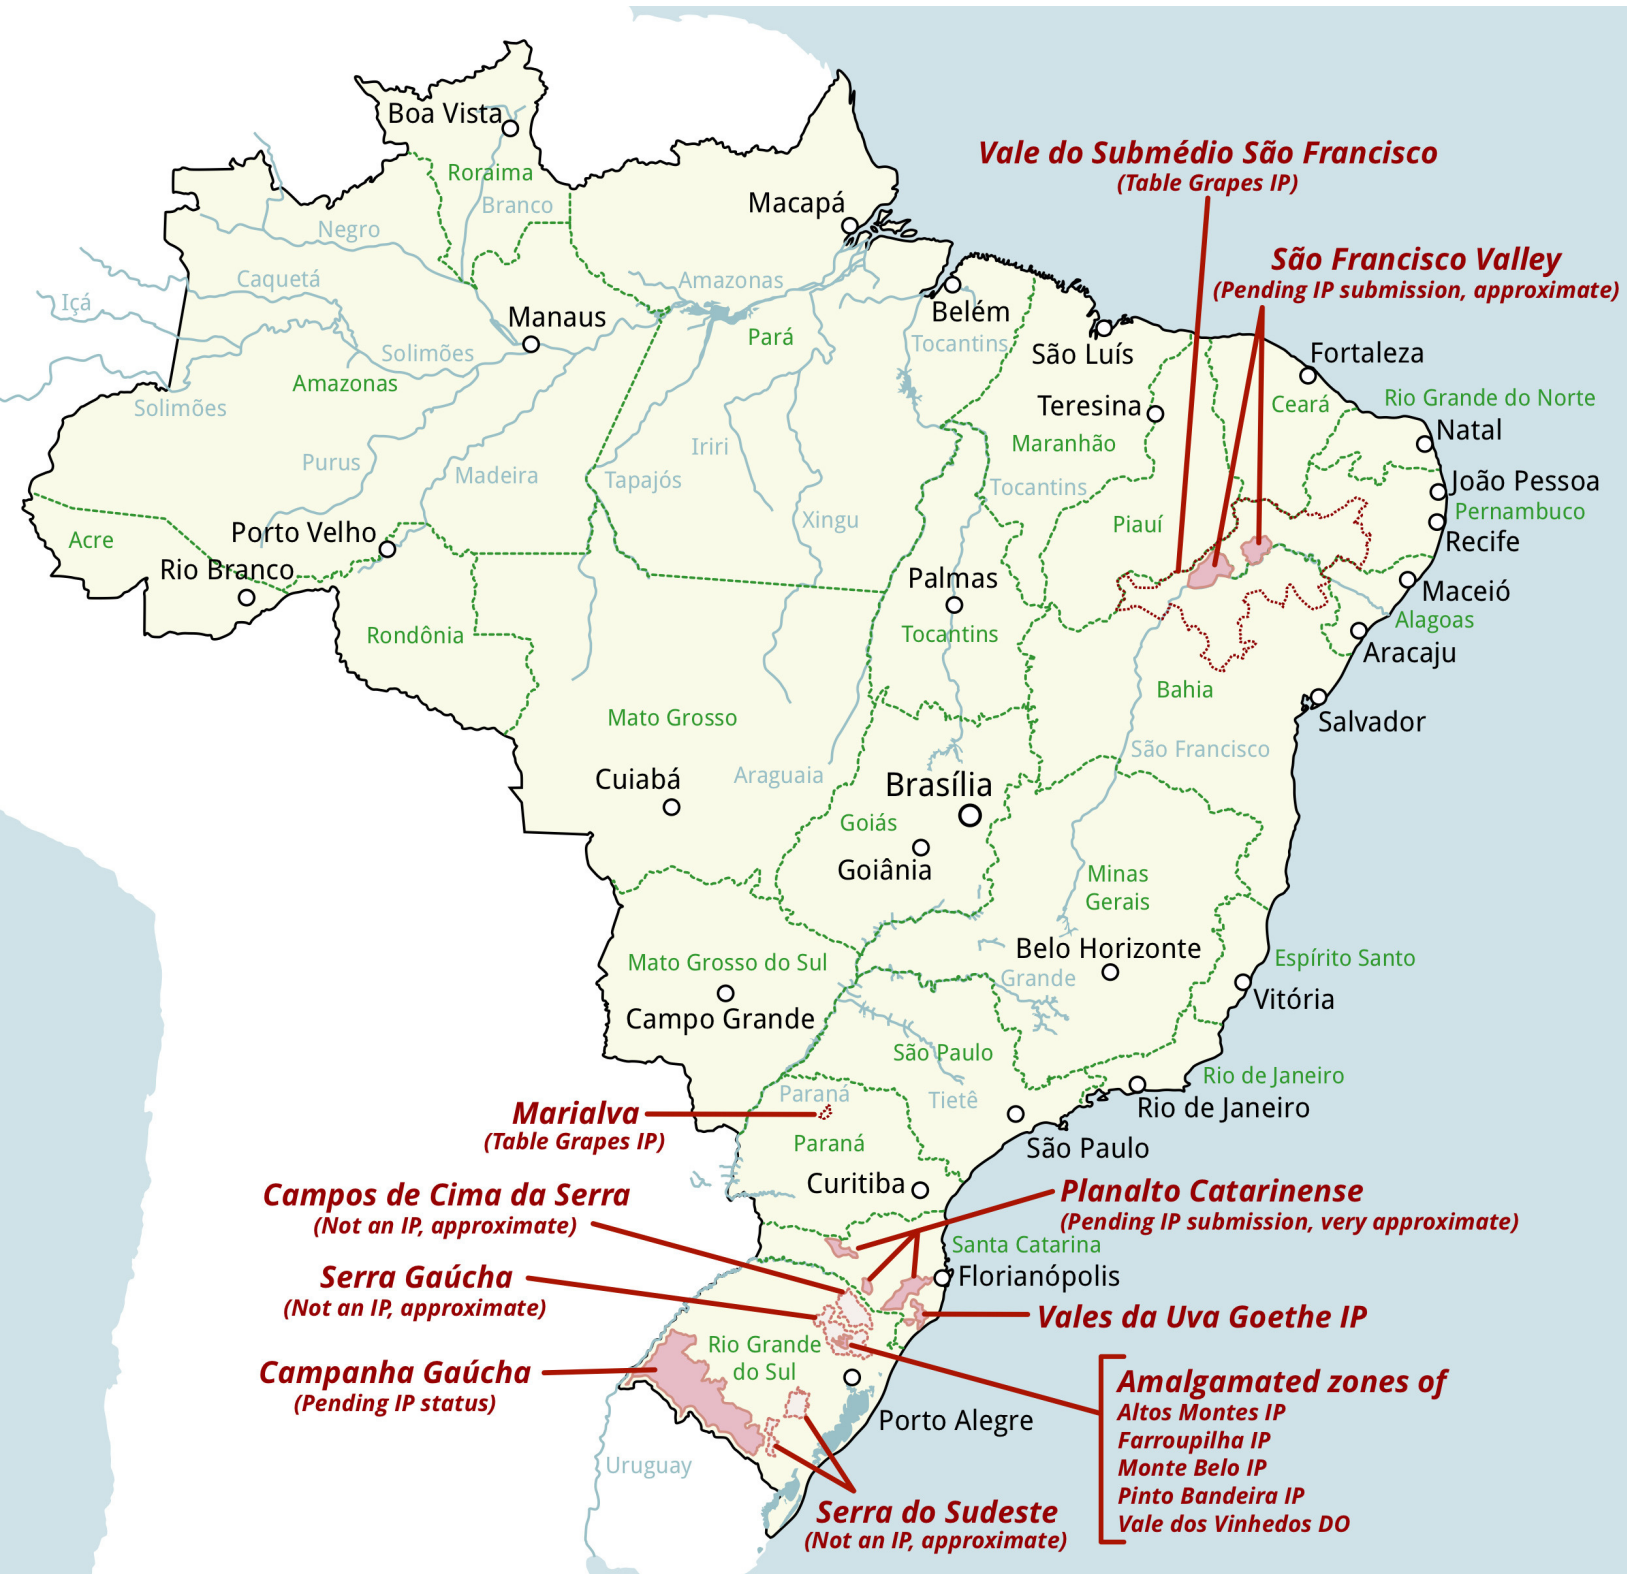 Boa Vista
Roraima
Branco
Negro
Caquetá
Içá
Manaus
Solimões
Amazonas
Solimões
Purus
Madeira
Acre
Porto Velho
Rio Branco
Rondônia
Macapá
Amazonas
Pará
Belém
Tocantins
São Luís
Teresina
Maranhão
Iriri
Tapajós
Xingu
Tocantins
Piauí
Vale do Submédio São Francisco
(Table Grapes IP)
São Francisco Valley
(Pending IP submission, approximate)
Fortaleza
Ceará
Rio Grande do Norte
Natal
João Pessoa
Pernambuco
Recife
Maceió
Alagoas
Aracaju
Bahia
Salvador
São Francisco
Palmas
Tocantins
Mato Grosso
Cuiabá
Araguaia
Brasília
Goiás
Goiânia
Minas
Gerais
Belo Horizonte
Grande
Espírito Santo
Vitória
Mato Grosso do Sul
Campo Grande
São Paulo
Tietê
Rio de Janeiro
Rio de Janeiro
São Paulo
Paraná
Marialva
(Table Grapes IP)
Paraná
Curitiba
Campos de Cima da Serra
(Not an IP, approximate)
Planalto Catarinense
(Pending IP submission, very approximate)
Santa Catarina
Florianópolis
Serra Gaúcha
(Not an IP, approximate)
Vales da Uva Goethe IP
Rio Grande
do Sul
Campanha Gaúcha
(Pending IP status)
Porto Alegre
Amalgamated zones of
Altos Montes IP
Farroupilha IP
Monte Belo IP
Pinto Bandeira IP
Vale dos Vinhedos DO
Uruguay
Serra do Sudeste
(Not an IP, approximate)